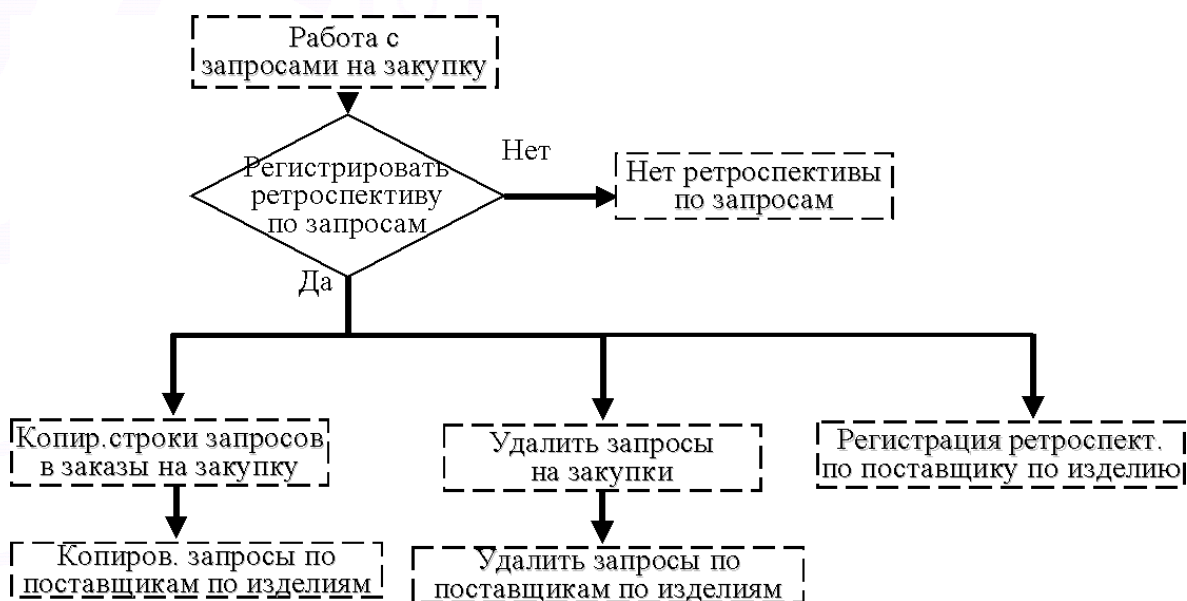 Работа с
запросами на закупку
Регистрировать
ретроспективу
по запросам
Нет
Нет ретроспективы
по запросам
Да
Копир.строки запросов
в заказы на закупку
Удалить запросы
на закупки
Регистрация ретроспект.
по поставщику по изделию
Копиров. запросы по
поставщикам по изделиям
Удалить запросы по
поставщикам по изделиям